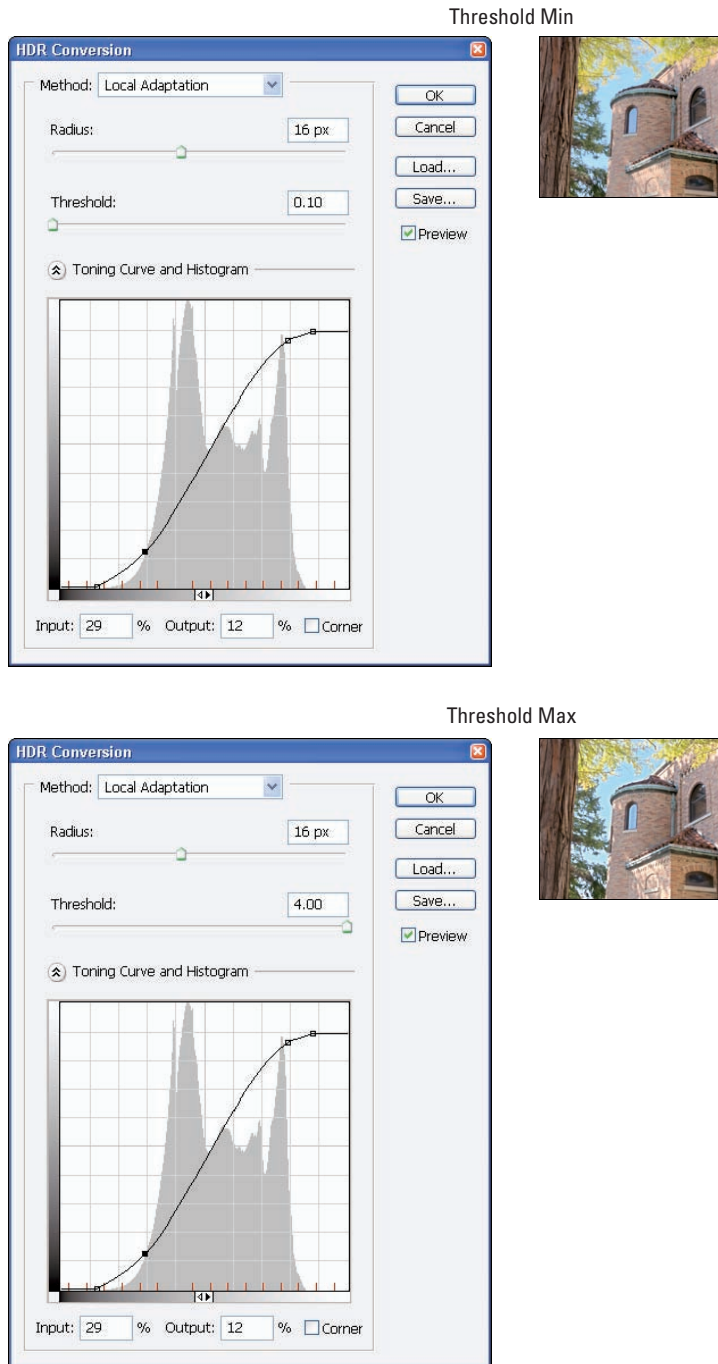 Threshold Min
HDR Conversion
Method: Local Adaptation
OK
Radius: 16 px
Cancel
Load...
Threshold: 0.10
Save...
Preview
Toning Curve and Histogram
Input: 29 % Output: 12 % Corner
Threshold Max
HDR Conversion
Method: Local Adaptation
OK
Radius: 16 px
Cancel
Load...
Threshold: 4.00
Save...
Preview
Toning Curve and Histogram
Input: 29 % Output: 12 % Corner